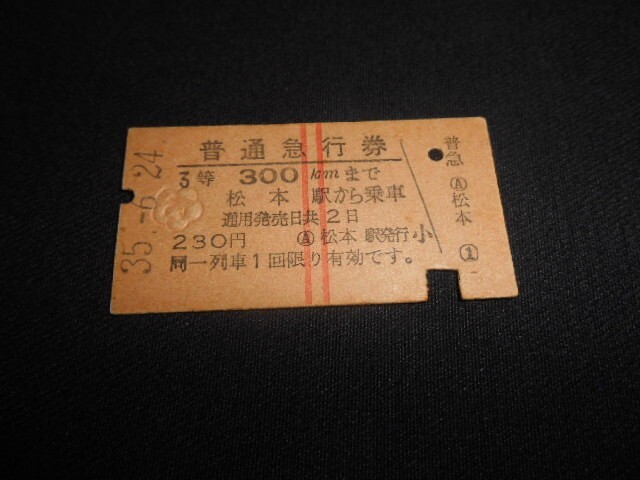 普通急行券
3等 300kmまで
松本 駅から乗車
通用発売日共2日
230円 Ⓐ松本 駅発行
同一列車1回限り有効です。
小
35.-6.24
普急
Ⓐ松本
①